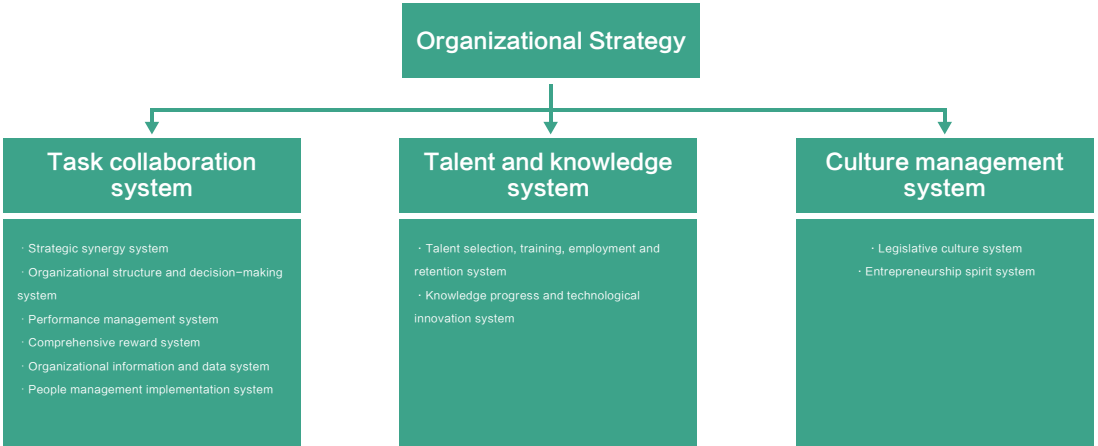 Organizational Strategy
Task collaboration
system
· Strategic synergy system
· Organizational structure and decision-making
system
· Performance management system
· Comprehensive reward system
· Organizational information and data system
· People management implementation system
Talent and knowledge
system
· Talent selection, training, employment and
retention system
· Knowledge progress and technological
innovation system
Culture management
system
· Legislative culture system
· Entrepreneurship spirit system